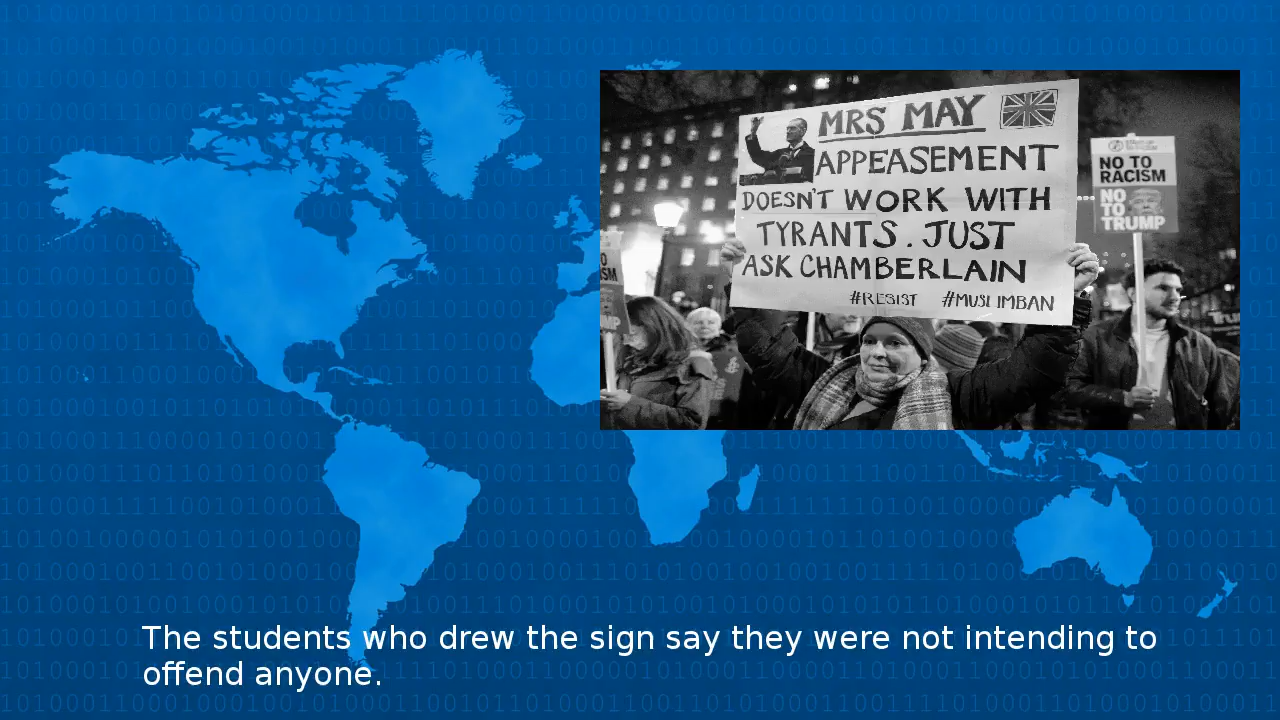 MRS MAY
APPEASEMENT
DOESN'T WORK WITH
TYRANTS. JUST
ASK CHAMBERLAIN
#RESIST #MUSLIMBAN
NO TO
RACISM
NO
TO
TRUMP
The students who drew the sign say they were not intending to
offend anyone.